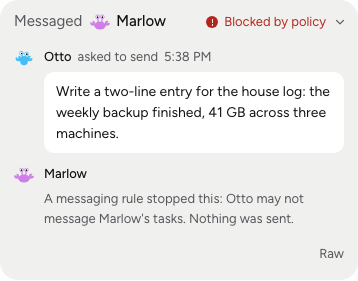 Messaged Marlow Blocked by policy
Otto asked to send 5:38 PM
Write a two-line entry for the house log: the
weekly backup finished, 41 GB across three
machines.
Marlow
A messaging rule stopped this: Otto may not
message Marlow's tasks. Nothing was sent.
Raw